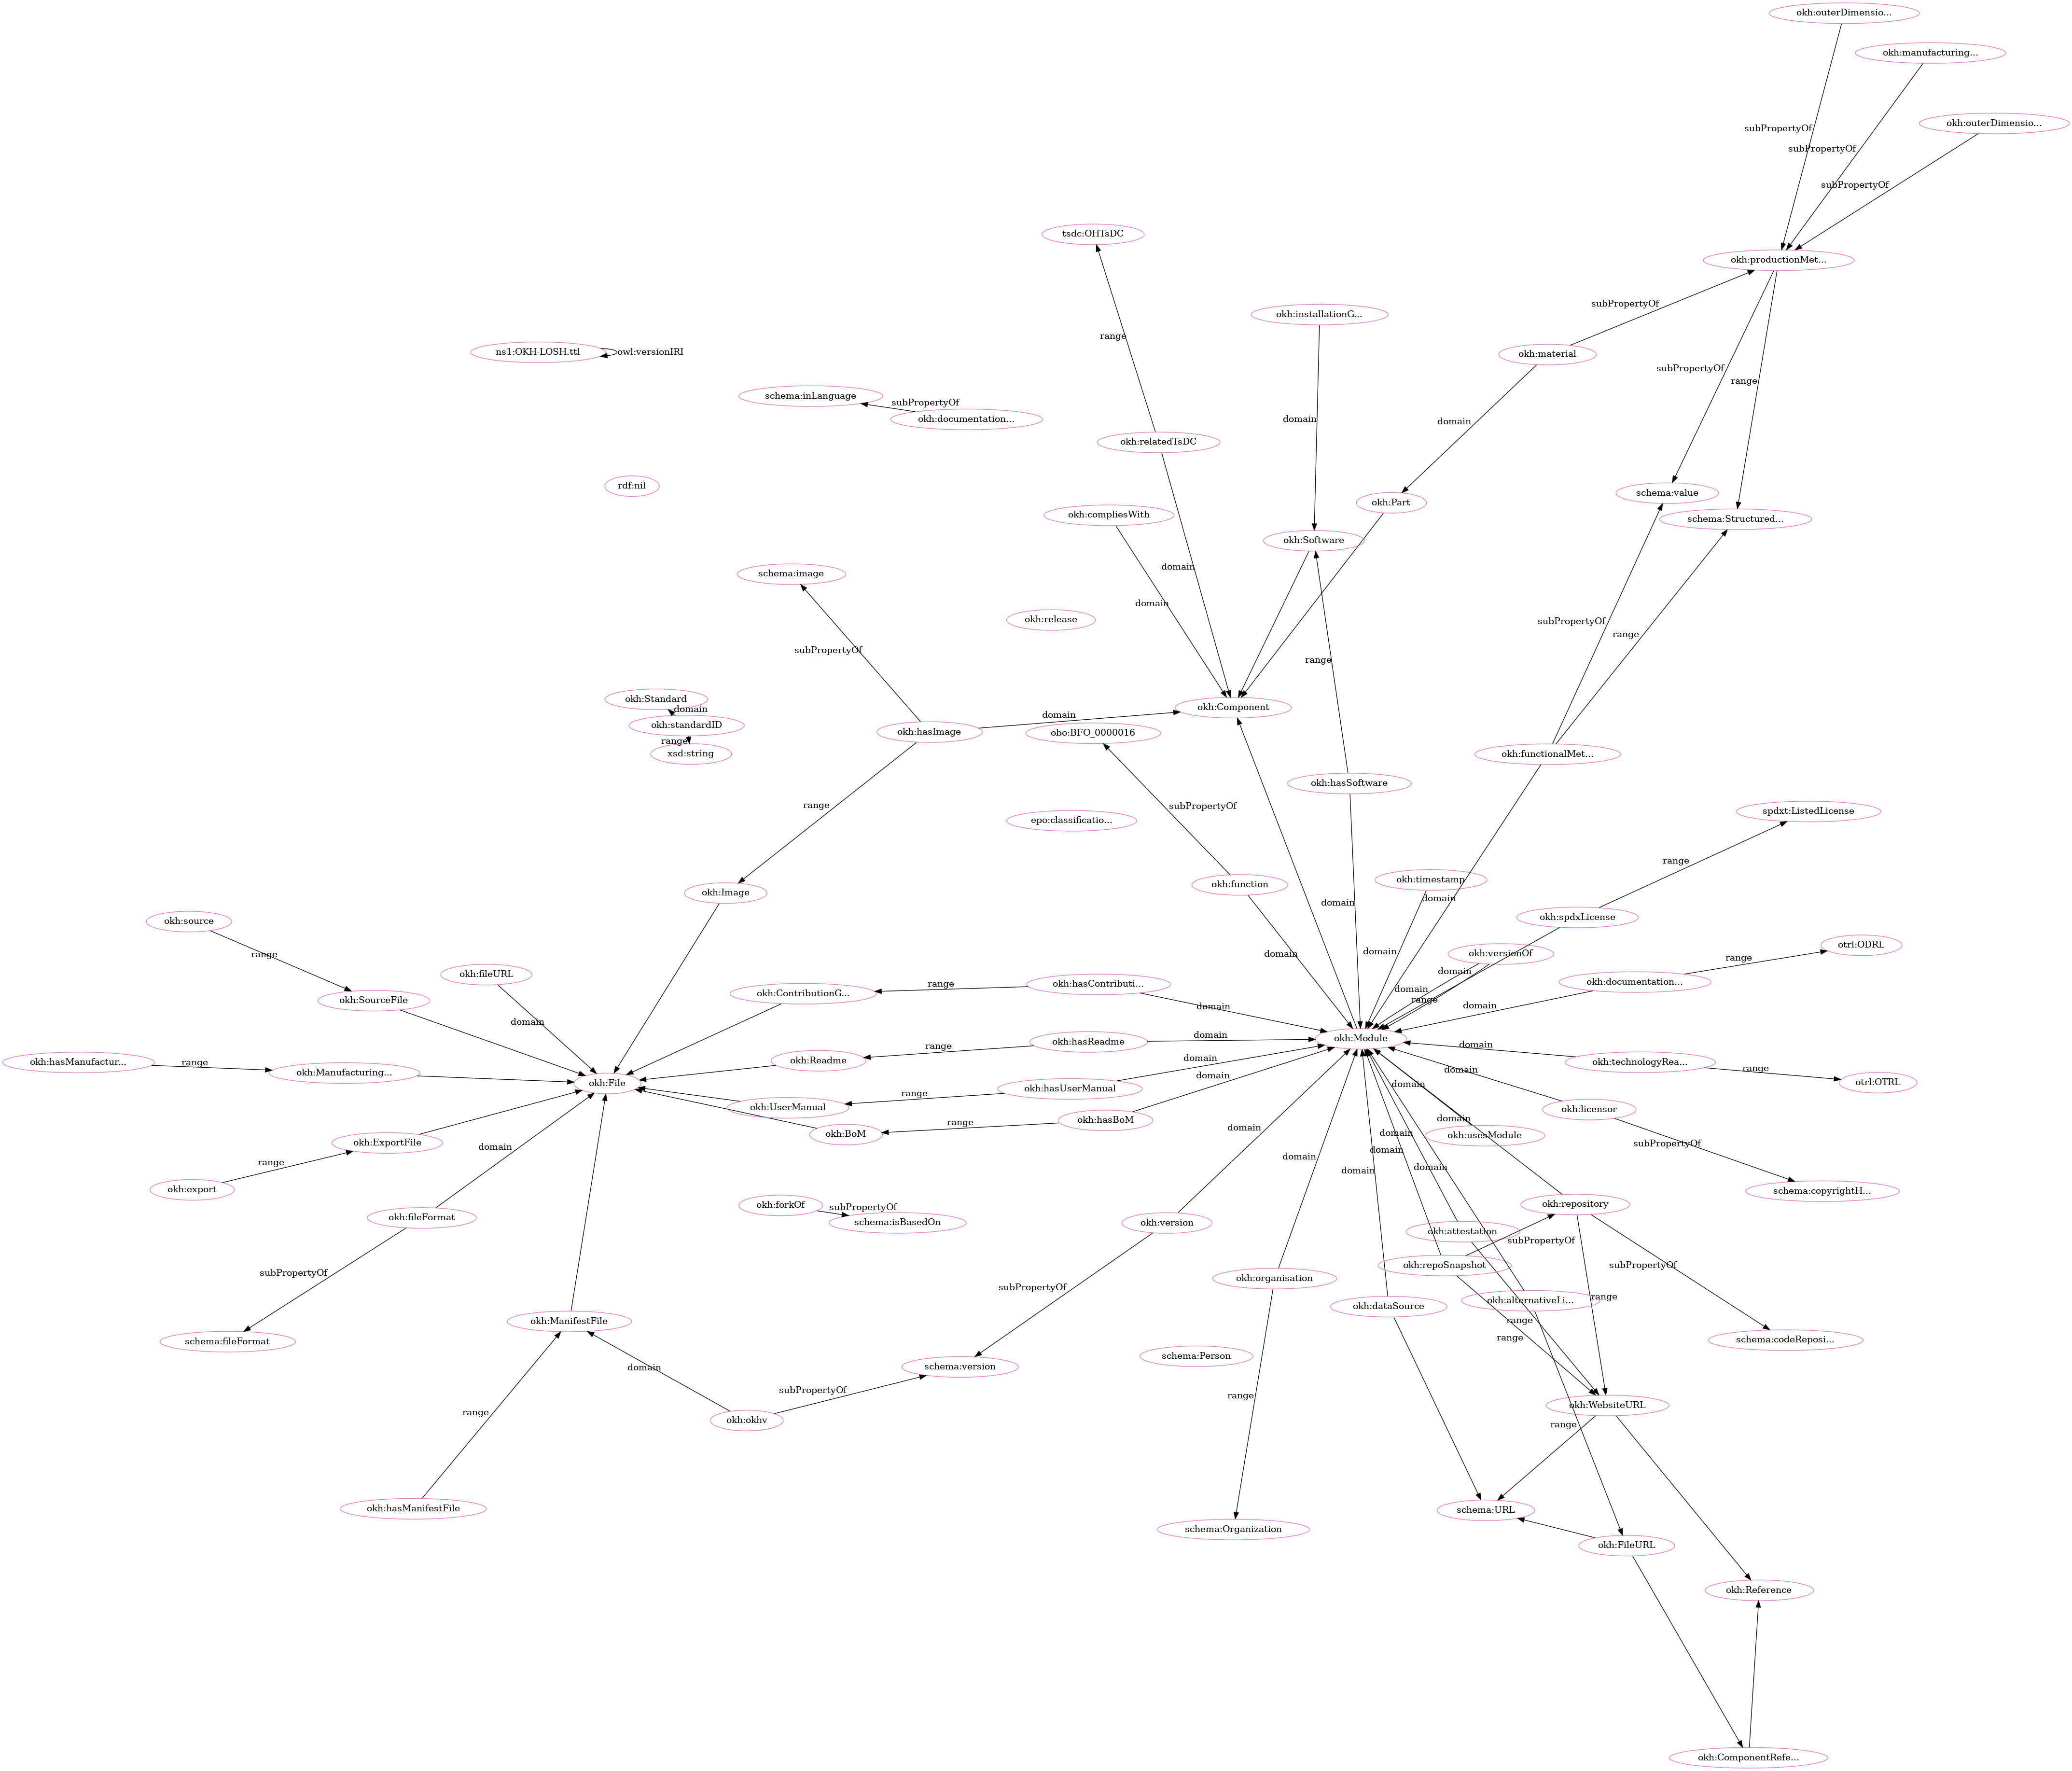 okh:outerDimensio...
okh:manufacturing...
okh:outerDimensio...
subPropertyOf
subPropertyOf
subPropertyOf
tsdc:OHTsDC
okh:productionMet...
subPropertyOf
okh:installationG...
range
ns1:OKH-LOSH.ttl
owl:versionIRI
okh:material
subPropertyOf
range
schema:inLanguage
subPropertyOf
okh:documentation...
domain
domain
okh:relatedTsDC
rdf:nil
schema:value
okh:Part
okh:compliesWith
schema:Structured...
okh:Software
domain
schema:image
domain
okh:release
subPropertyOf
range
subPropertyOf
range
okh:Standard
domain
okh:Component
domain
okh:standardID
okh:hasImage
obo:BFO_0000016
range
xsd:string
okh:functionalMet...
okh:hasSoftware
range
subPropertyOf
spdxt:ListedLicense
epo:classificatio...
range
okh:timestamp
okh:function
okh:Image
domain
domain
okh:source
okh:spdxLicense
otrl:ODRL
range
domain
domain
okh:versionOf
range
okh:fileURL
domain
okh:documentation...
range
okh:hasContributi...
domain
okh:ContributionG...
okh:SourceFile
range
domain
domain
domain
domain
okh:Module
okh:hasReadme
domain
range
domain
okh:hasManufactur...
range
okh:Readme
okh:technologyRea...
range
okh:Manufacturing...
domain
domain
okh:File
domain
otrl:OTRL
okh:hasUserManual
range
okh:UserManual
okh:licensor
domain
okh:hasBoM
range
domain
domain
okh:BoM
okh:usesModule
okh:ExportFile
domain
subPropertyOf
domain
domain
range
domain
domain
okh:export
schema:copyrightH...
okh:forkOf
subPropertyOf
okh:repository
okh:fileFormat
schema:isBasedOn
okh:version
okh:attestation
subPropertyOf
subPropertyOf
okh:repoSnapshot
subPropertyOf
okh:organisation
subPropertyOf
range
okh:alternativeLi...
okh:dataSource
okh:ManifestFile
range
range
schema:fileFormat
schema:codeReposi...
schema:Person
domain
schema:version
subPropertyOf
range
okh:WebsiteURL
range
okh:okhv
range
okh:hasManifestFile
schema:URL
schema:Organization
okh:FileURL
okh:Reference
okh:ComponentRefe...